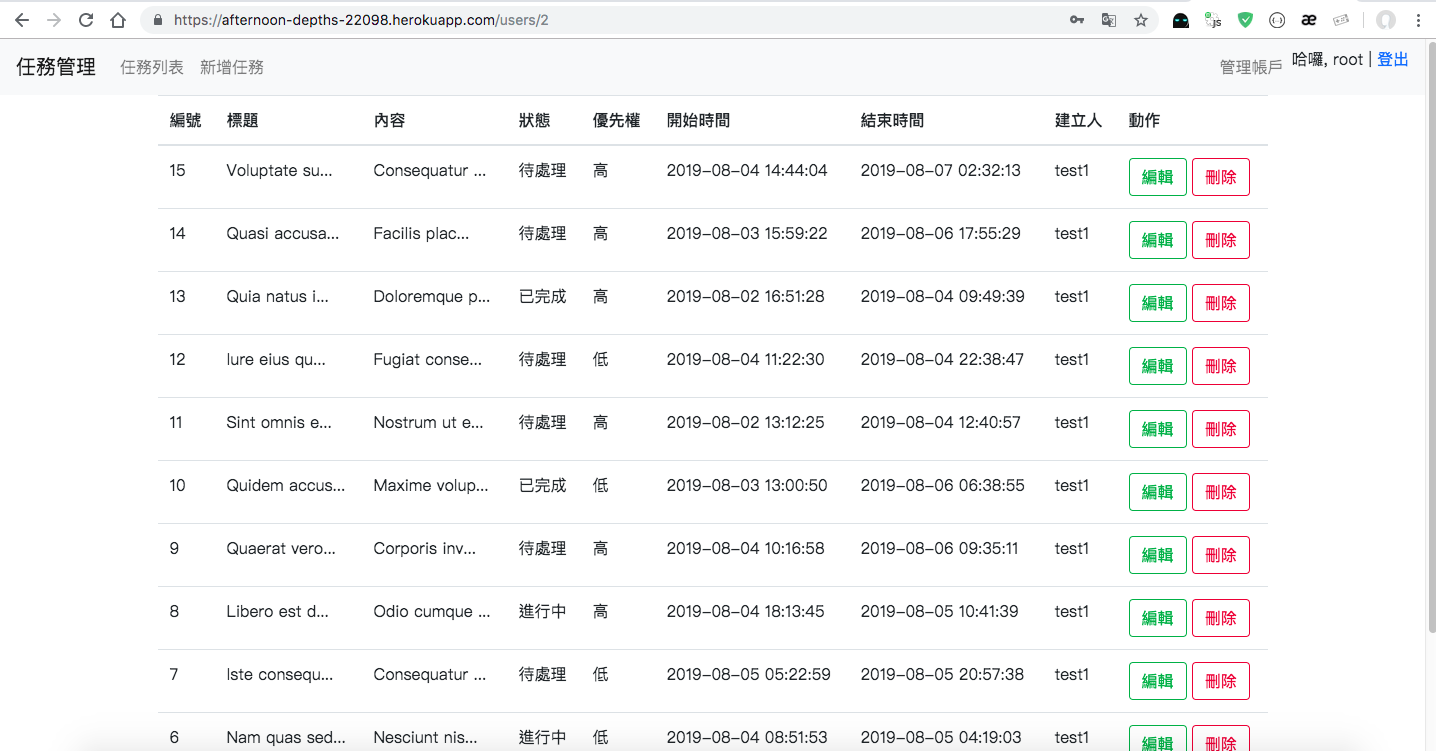 https://afternoon-depths-22098.herokuapp.com/users/2
任務管理 任務列表 新增任務 管理帳戶 哈囉, root | 登出
編號 標題 內容 狀態 優先權 開始時間 結束時間 建立人 動作
15 Voluptate su... Consequatur ... 待處理 高 2019-08-04 14:44:04 2019-08-07 02:32:13 test1 編輯 刪除
14 Quasi accusa... Facilis plac... 待處理 高 2019-08-03 15:59:22 2019-08-06 17:55:29 test1 編輯 刪除
13 Quia natus i... Doloremque p... 已完成 高 2019-08-02 16:51:28 2019-08-04 09:49:39 test1 編輯 刪除
12 Iure eius qu... Fugiat conse... 待處理 低 2019-08-04 11:22:30 2019-08-04 22:38:47 test1 編輯 刪除
11 Sint omnis e... Nostrum ut e... 待處理 高 2019-08-02 13:12:25 2019-08-04 12:40:57 test1 編輯 刪除
10 Quidem accus... Maxime volup... 已完成 低 2019-08-03 13:00:50 2019-08-06 06:38:55 test1 編輯 刪除
9 Quaerat vero... Corporis inv... 待處理 高 2019-08-04 10:16:58 2019-08-06 09:35:11 test1 編輯 刪除
8 Libero est d... Odio cumque ... 進行中 高 2019-08-04 18:13:45 2019-08-05 10:41:39 test1 編輯 刪除
7 Iste consequ... Consequatur ... 待處理 低 2019-08-05 05:22:59 2019-08-05 20:57:38 test1 編輯 刪除
6 Nam quas sed... Nesciunt nis... 進行中 低 2019-08-04 08:51:53 2019-08-05 04:19:03 test1 編輯 刪除